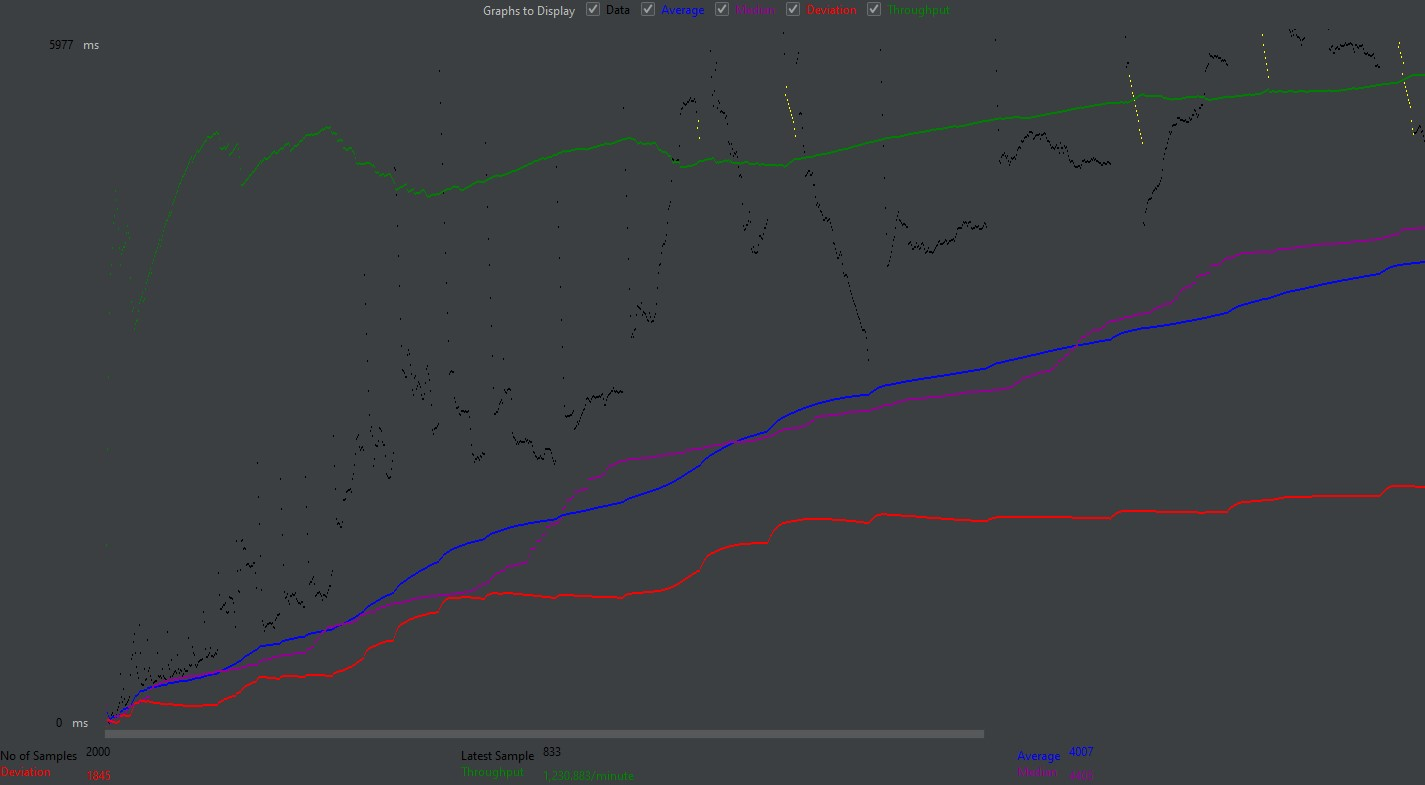 Graphs to Display Data Average Median Deviation Throughput
5977 ms
0 ms
No of Samples 2000 Latest Sample 833 Average 4007
Deviation 1845 Throughput 1,230.883/minute Median